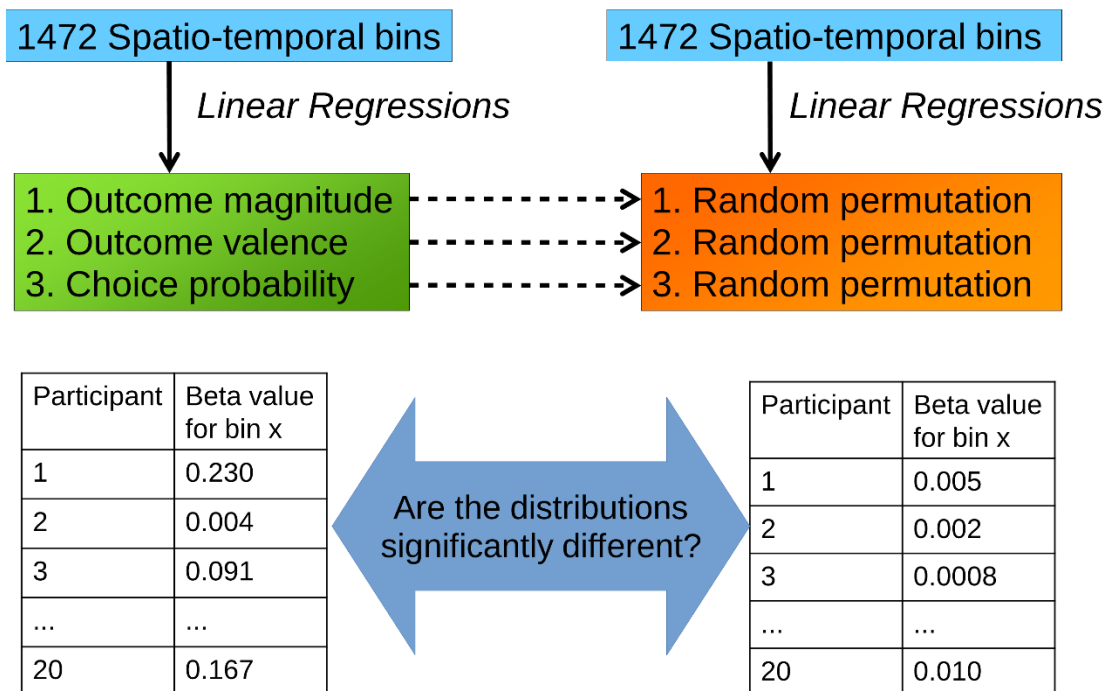 1472 Spatio-temporal bins
1472 Spatio-temporal bins
Linear Regressions
Linear Regressions
1. Outcome magnitude
2. Outcome valence
3. Choice probability
1. Random permutation
2. Random permutation
3. Random permutation
Participant Beta value
for bin x
1 0.230
2 0.004
3 0.091
... ...
20 0.167
Are the distributions
significantly different?
Participant Beta value
for bin x
1 0.005
2 0.002
3 0.0008
... ...
20 0.010